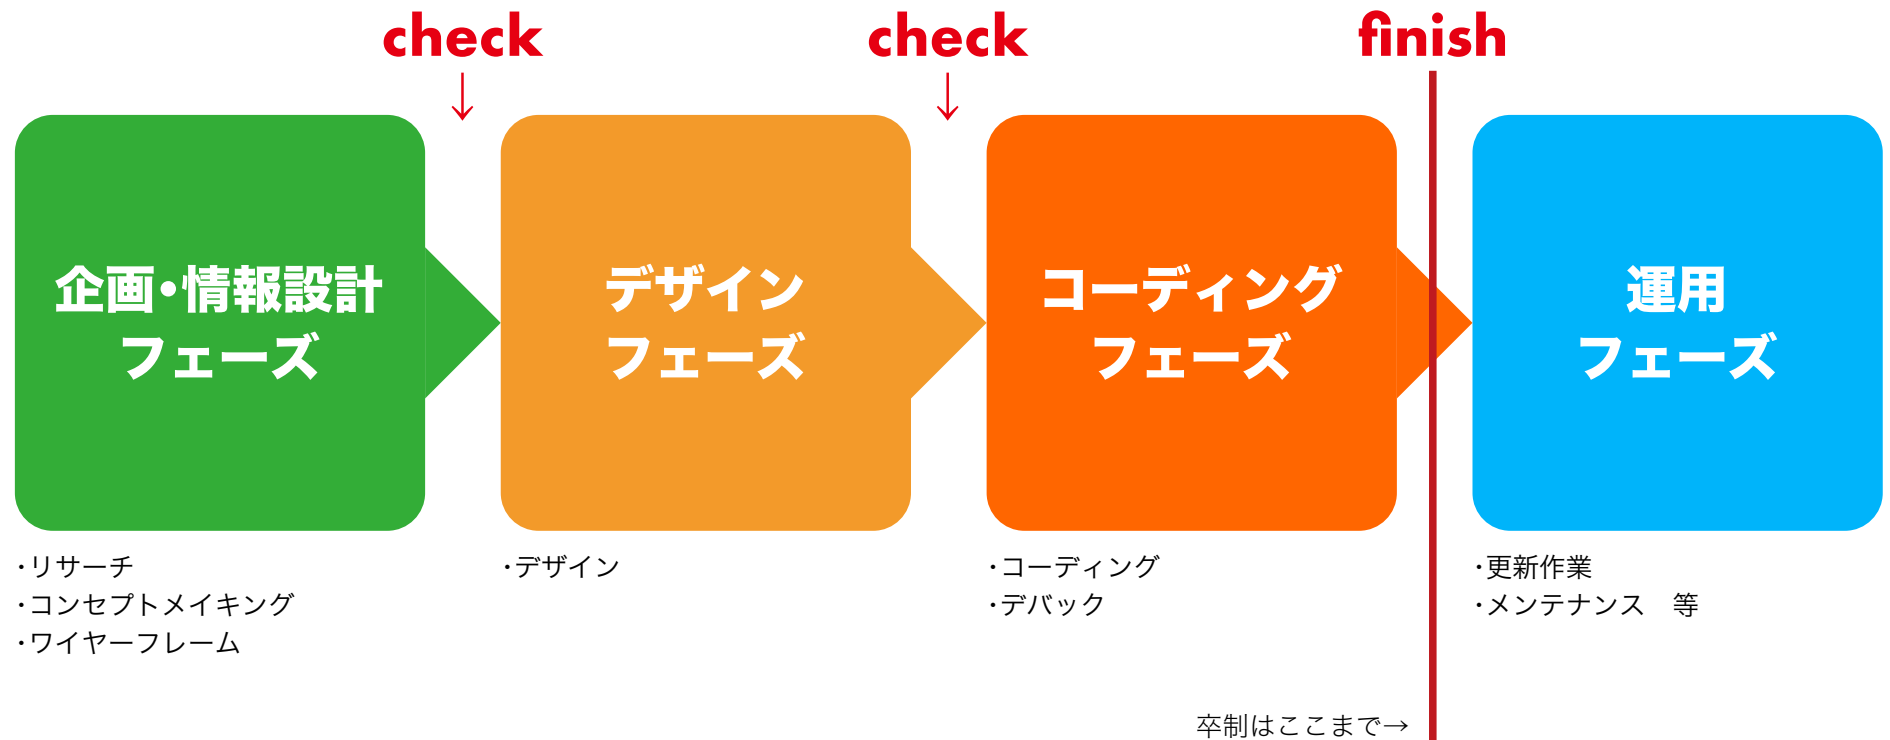 check
check
finish
企画・情報設計
フェーズ
デザイン
フェーズ
コーディング
フェーズ
運用
フェーズ
・リサーチ
・コンセプトメイキング
・ワイヤーフレーム
・デザイン
・コーディング
・デバック
・更新作業
・メンテナンス　等
卒制はここまで→